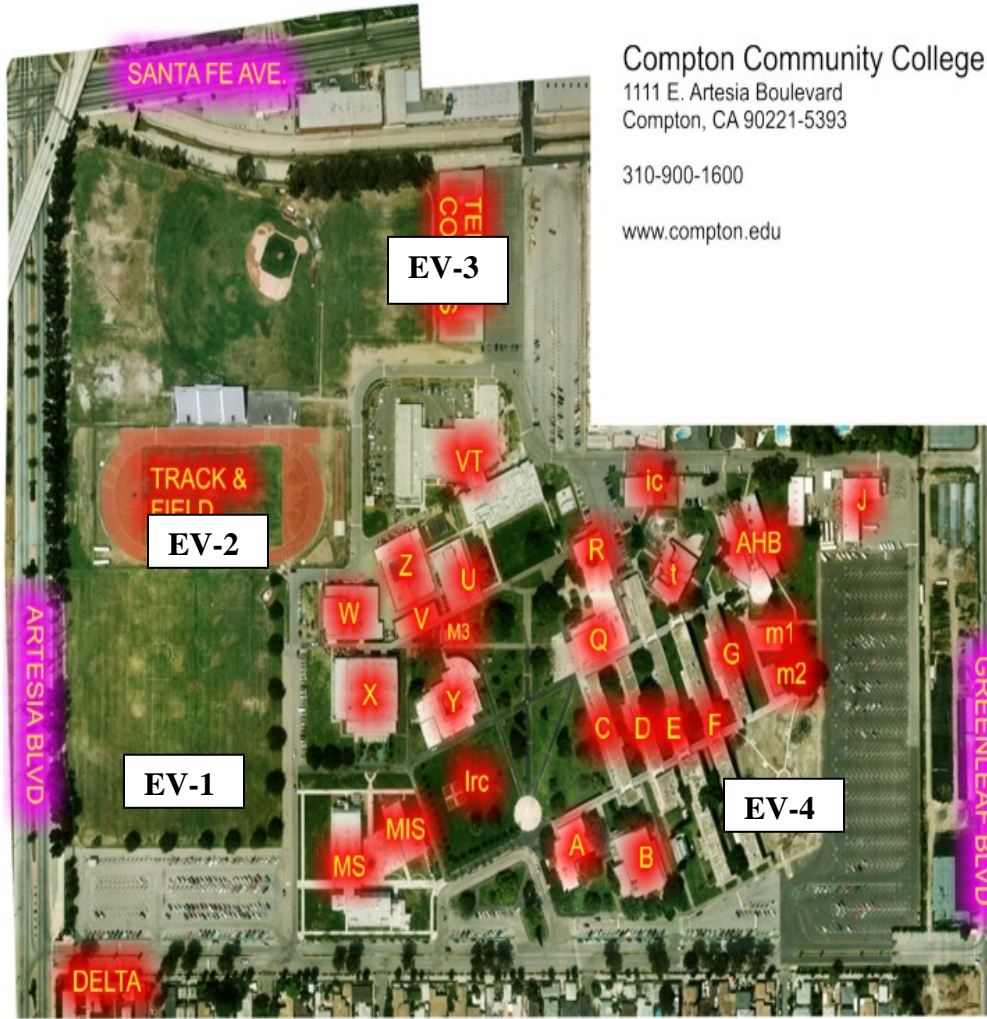 Compton Community College
1111 E. Artesia Boulevard
Compton, CA 90221-5393
310-900-1600
www.compton.edu
SANTA FE AVE.
EV-3
TRACK &
FIELD
EV-2
VT
ic
J
AHB
R
t
Z
U
W
V
M3
Q
m1
G
m2
X
Y
C
D
E
F
ARTESIA BLVD
GREENLEAF BLVD
EV-1
lrc
EV-4
MIS
MS
A
B
DELTA